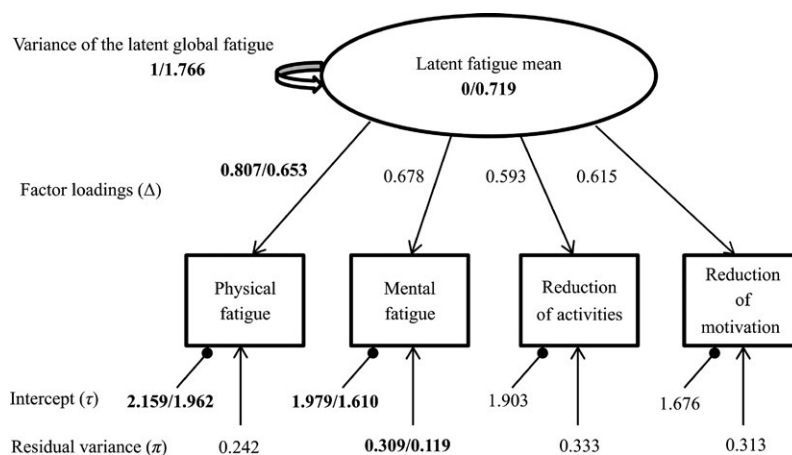 Variance of the latent global fatigue
1/1.766
Latent fatigue mean
0/0.719
Factor loadings (Δ)
0.807/0.653
0.678
0.593
0.615
Physical
fatigue
Mental
fatigue
Reduction
of activities
Reduction
of
motivation
Intercept (τ)
2.159/1.962
1.979/1.610
1.903
1.676
Residual variance (π)
0.242
0.309/0.119
0.333
0.313